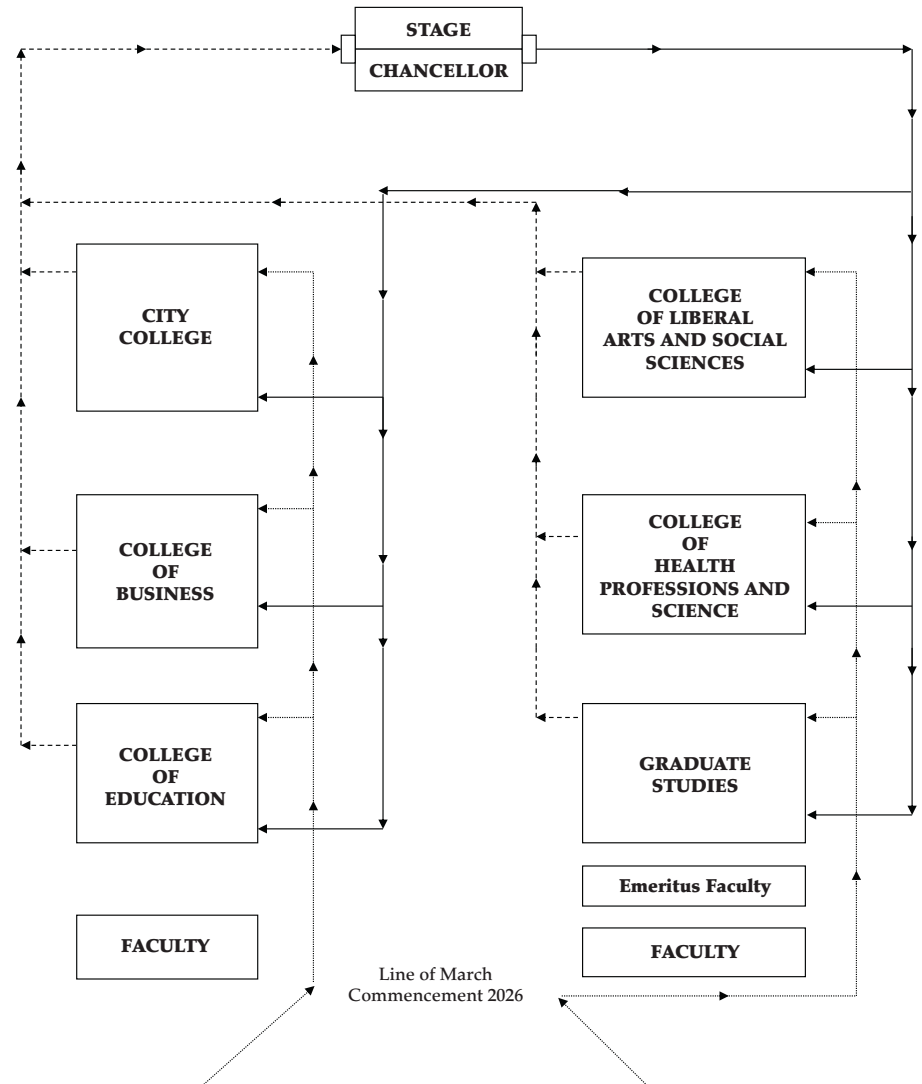 STAGE
CHANCELLOR
CITY
COLLEGE
COLLEGE
OF LIBERAL
ARTS AND SOCIAL
SCIENCES
COLLEGE
OF
BUSINESS
COLLEGE
OF
HEALTH
PROFESSIONS AND
SCIENCE
COLLEGE
OF
EDUCATION
GRADUATE
STUDIES
Emeritus Faculty
FACULTY
FACULTY
Line of March
Commencement 2026